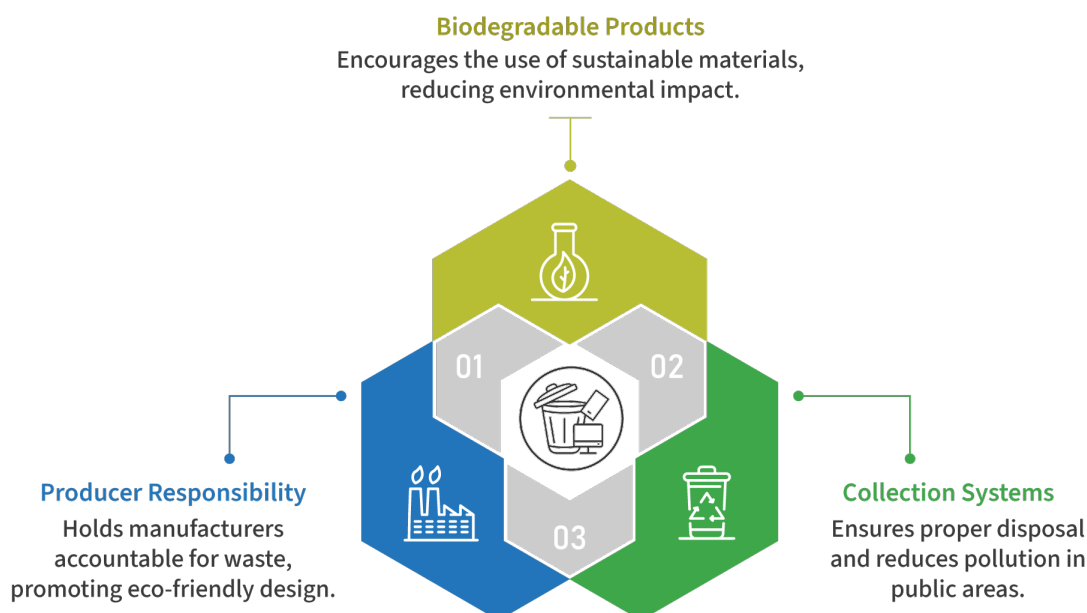 Biodegradable Products
Encourages the use of sustainable materials,
reducing environmental impact.
01
02
03
Producer Responsibility
Holds manufacturers
accountable for waste,
promoting eco-friendly design.
Collection Systems
Ensures proper disposal
and reduces pollution in
public areas.